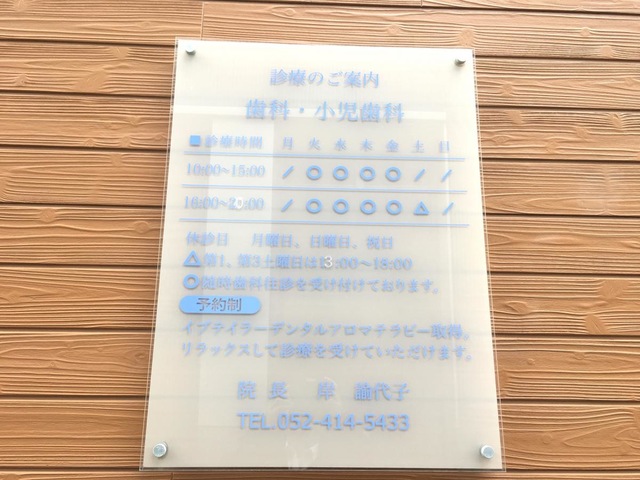 診療のご案内
歯科・小児歯科
■診療時間 月 火 水 木 金 土 日
10:00~15:00 / ○ ○ ○ ○ / /
16:00~20:00 / ○ ○ ○ ○ △ /
休診日 月曜日、日曜日、祝日
△第1、第3土曜日は13:00~18:00
○随時歯科往診を受け付けております。
予約制
イブテイラーデンタルアロマテラピー取得。
リラックスして診療を受けていただけます。
院長 岸 諭代子
TEL.052-414-5433